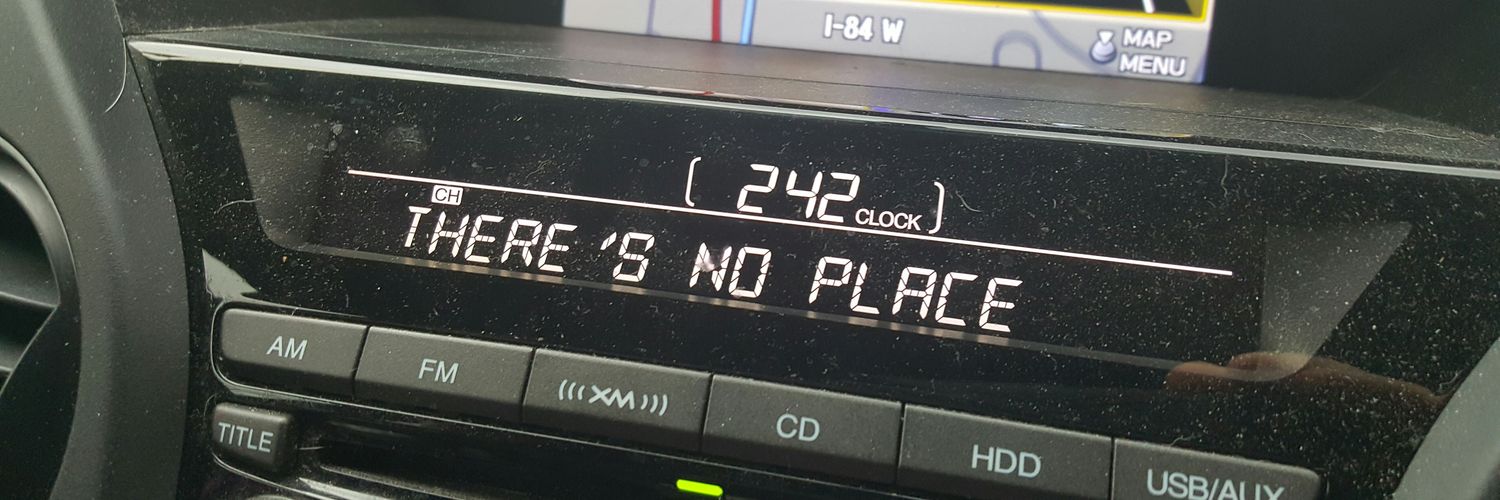 I-84 W
MAP
MENU
( 242 CLOCK )
CH
THERE'S NO PLACE
AM
FM
(((XM)))
CD
HDD
USB/AUX
TITLE